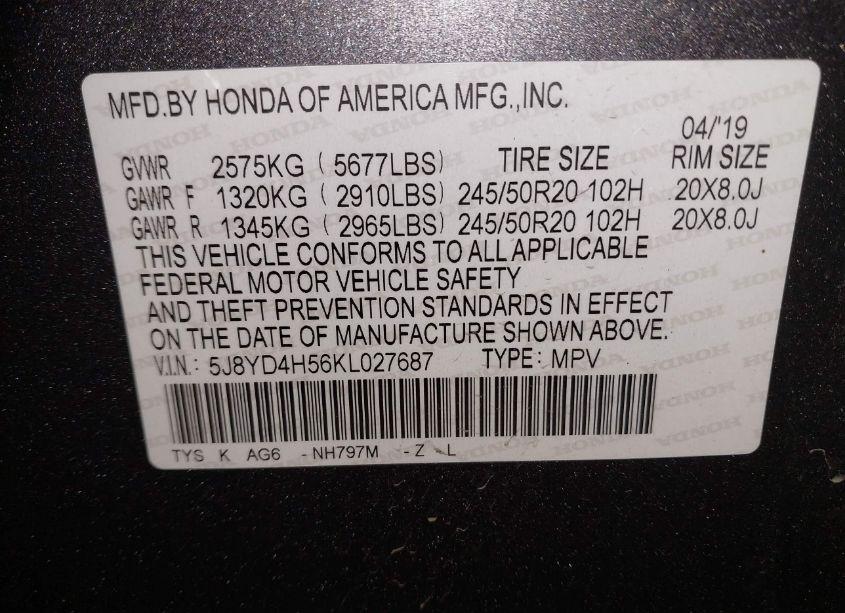 MFD.BY HONDA OF AMERICA MFG.,INC.
04/'19
GVWR 2575KG ( 5677LBS) TIRE SIZE RIM SIZE
GAWR F 1320KG ( 2910LBS) 245/50R20 102H 20X8.0J
GAWR R 1345KG ( 2965LBS) 245/50R20 102H 20X8.0J
THIS VEHICLE CONFORMS TO ALL APPLICABLE
FEDERAL MOTOR VEHICLE SAFETY
AND THEFT PREVENTION STANDARDS IN EFFECT
ON THE DATE OF MANUFACTURE SHOWN ABOVE.
V.I.N.: 5J8YD4H56KL027687 TYPE: MPV
TYS K AG6 -NH797M -Z L